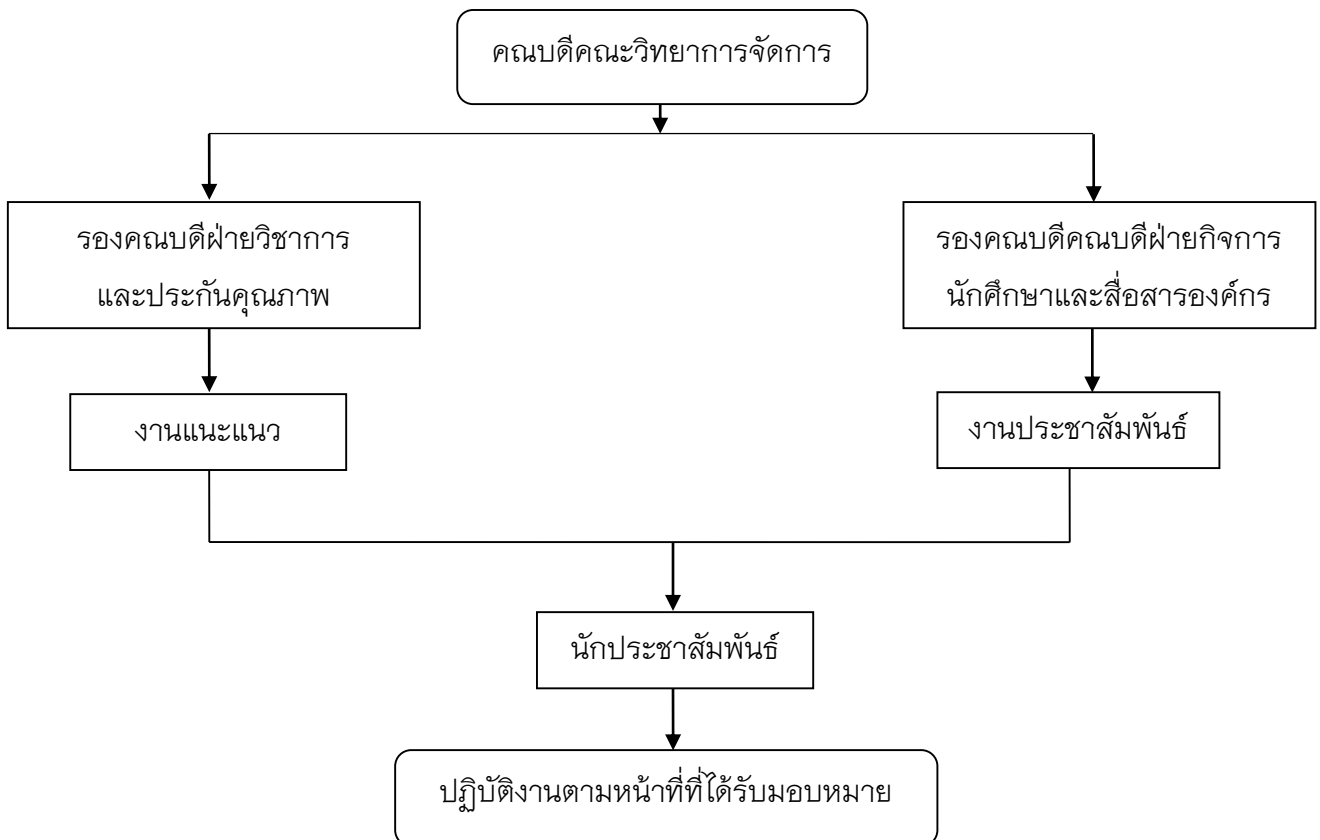 คณบดีคณะวิทยาการจัดการ
รองคณบดีฝ่ายวิชาการ
และประกันคุณภาพ
รองคณบดีคณบดีฝ่ายกิจการ
นักศึกษาและสื่อสารองค์กร
งานแนะแนว
งานประชาสัมพันธ์
นักประชาสัมพันธ์
ปฏิบัติงานตามหน้าที่ที่ได้รับมอบหมาย